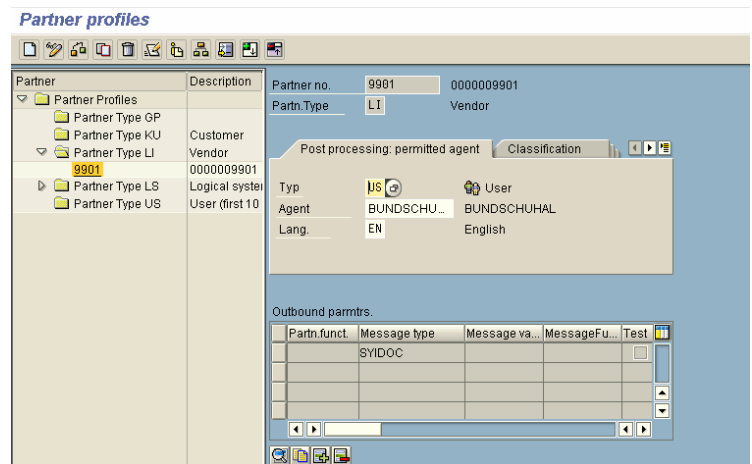 Partner profiles
Partner Description
Partner Profiles
Partner Type GP
Partner Type KU Customer
Partner Type LI Vendor
9901 0000009901
Partner Type LS Logical syste
Partner Type US User (first 10
Partner no. 9901 0000009901
Partn.Type LI Vendor
Post processing: permitted agent Classification
Typ US User
Agent BUNDSCHU... BUNDSCHUHAL
Lang. EN English
Outbound parmtrs.
Partn.funct. Message type Message va... MessageFu... Test
SYIDOC